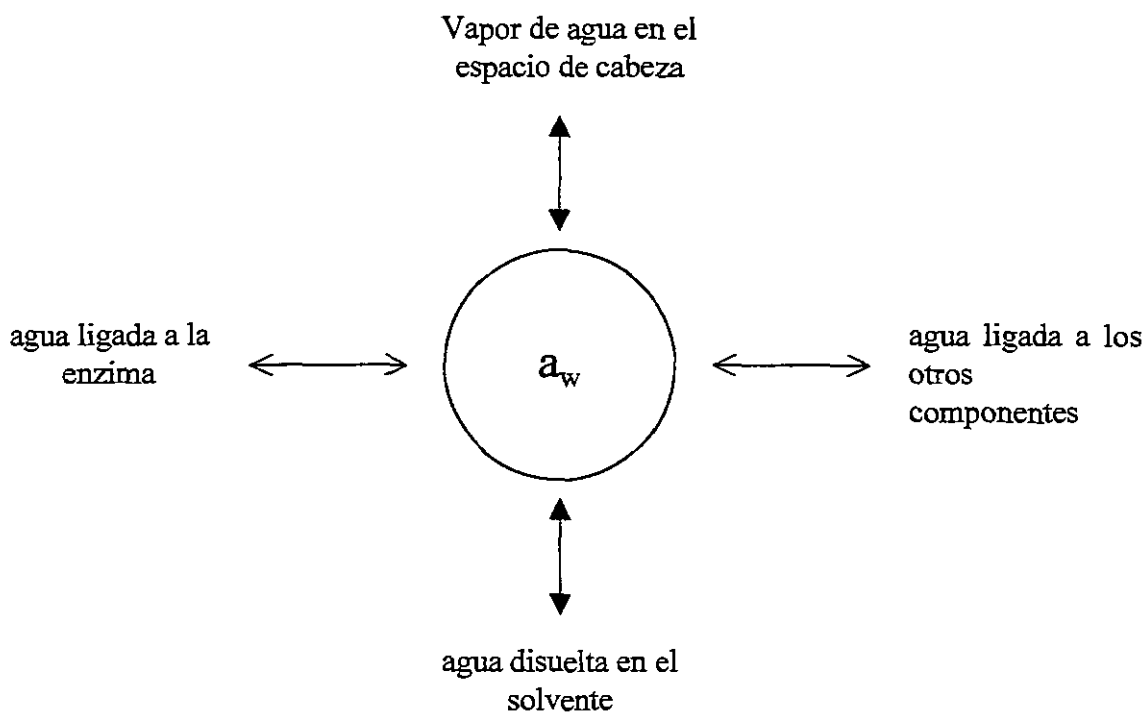 Vapor de agua en el
espacio de cabeza
agua ligada a la
enzima
a_w
agua ligada a los
otros
componentes
agua disuelta en el
solvente